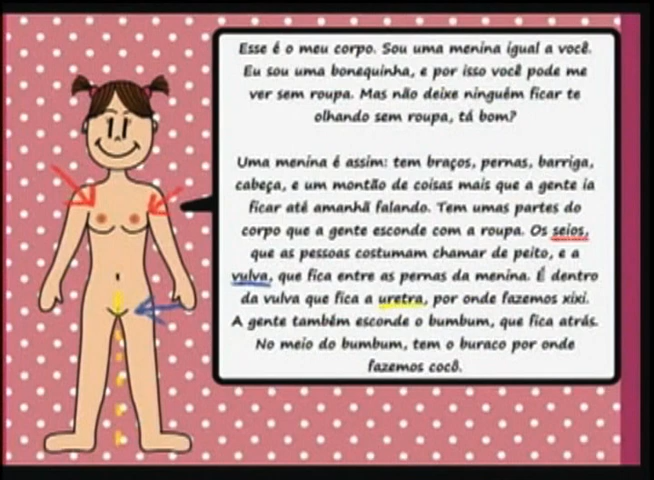 Esse é o meu corpo. Sou uma menina igual a você.
Eu sou uma bonequinha, e por isso você pode me
ver sem roupa. Mas não deixe ninguém ficar te
olhando sem roupa, tá bom?
Uma menina é assim: tem braços, pernas, barriga,
cabeça, e um montão de coisas mais que a gente ia
ficar até amanhã falando. Tem umas partes do
corpo que a gente esconde com a roupa. Os seios,
que as pessoas costumam chamar de peito, e a
vulva, que fica entre as pernas da menina. É dentro
da vulva que fica a uretra, por onde fazemos xixi.
A gente também esconde o bumbum, que fica atrás.
No meio do bumbum, tem o buraco por onde
fazemos cocô.